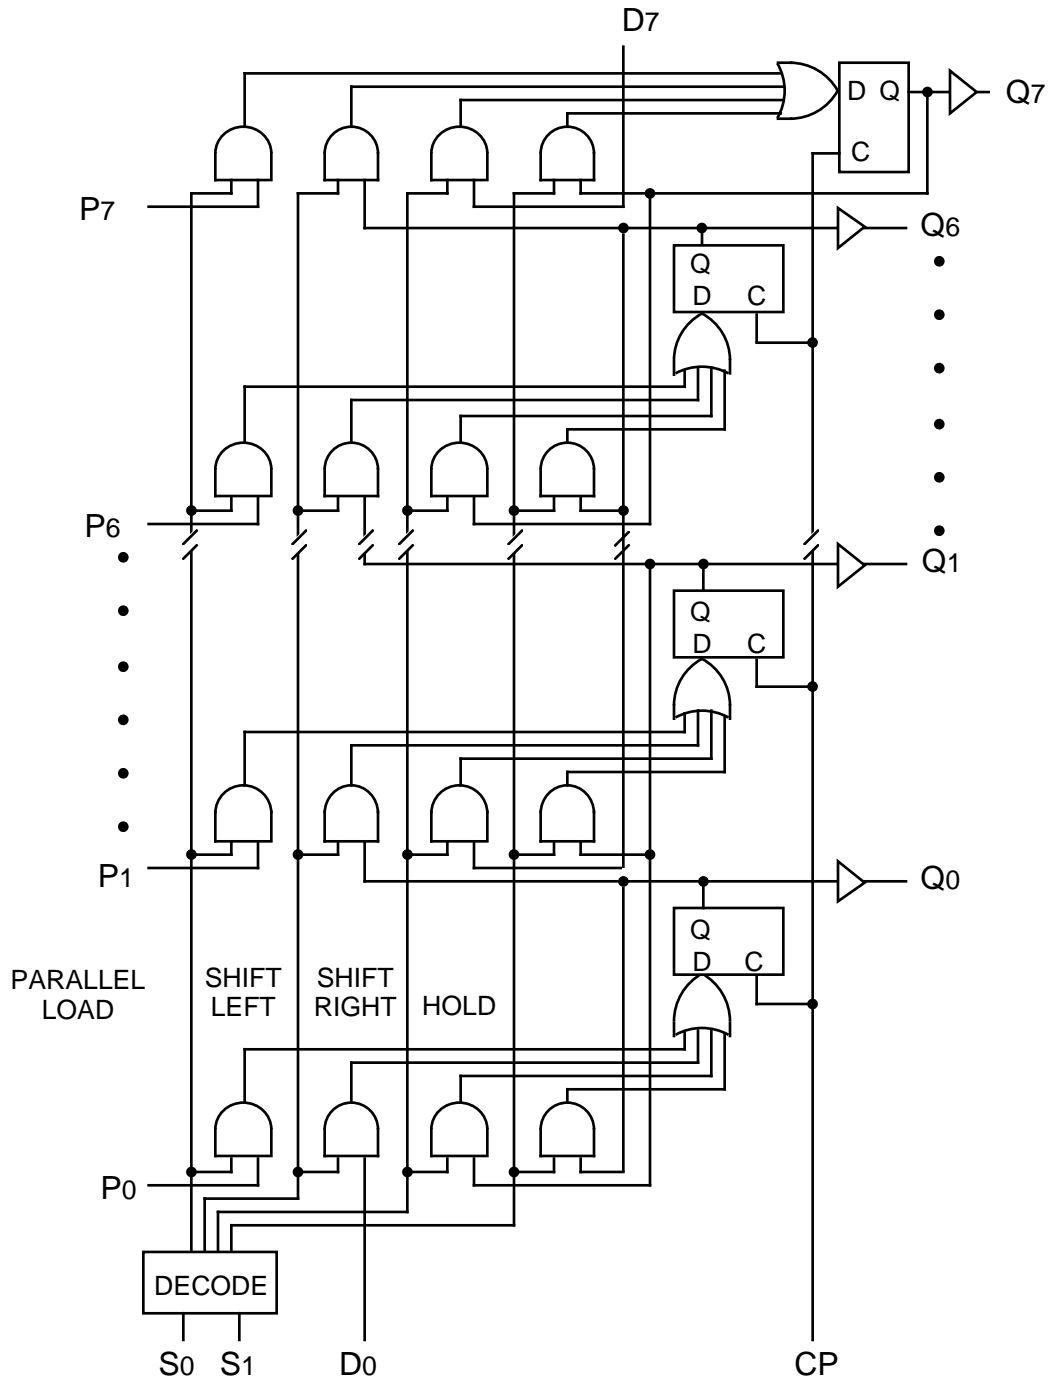 D7
D Q
Q7
C
P7
Q6
Q
D C
P6
Q1
Q
D C
P1
Q0
Q
D C
PARALLEL
LOAD
SHIFT
LEFT
SHIFT
RIGHT
HOLD
P0
DECODE
S0 S1 D0 CP